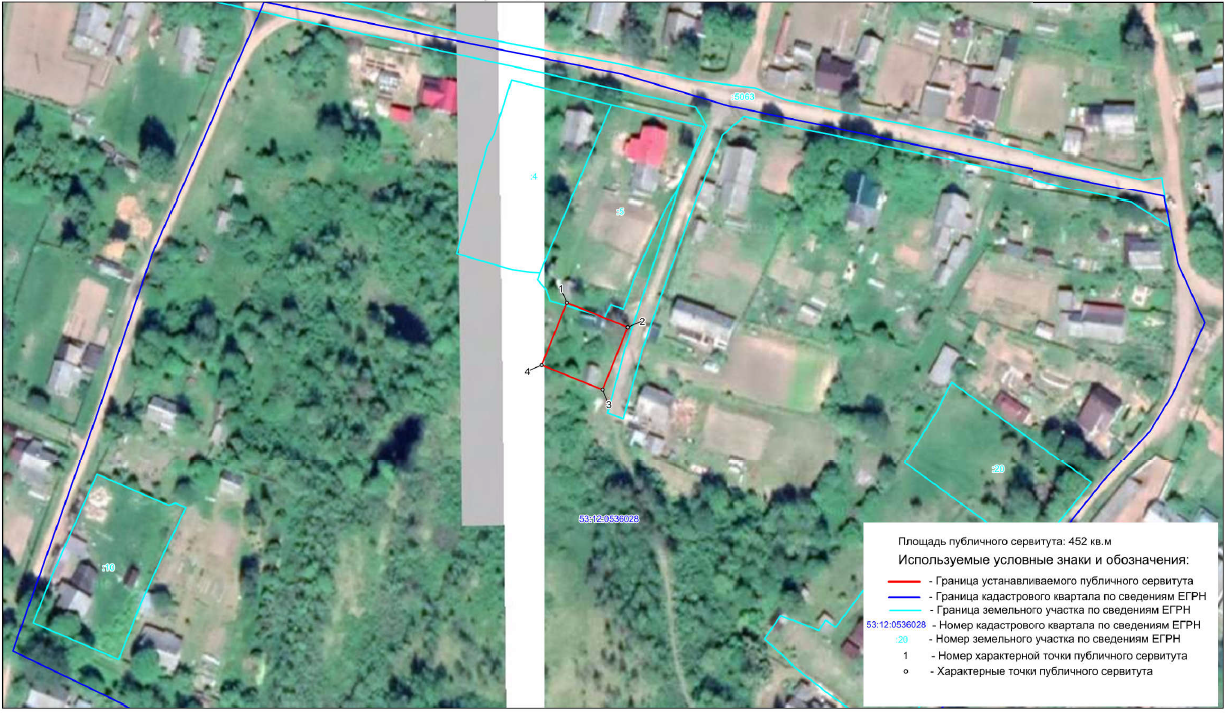 :5093
:4
:5
1
2
4
3
:20
53:12:0536028
:10
Площадь публичного сервитута: 452 кв.м
Используемые условные знаки и обозначения:
- Граница устанавливаемого публичного сервитута
- Граница кадастрового квартала по сведениям ЕГРН
- Граница земельного участка по сведениям ЕГРН
53:12:0536028 - Номер кадастрового квартала по сведениям ЕГРН
:20 - Номер земельного участка по сведениям ЕГРН
1 - Номер характерной точки публичного сервитута
- Характерные точки публичного сервитута